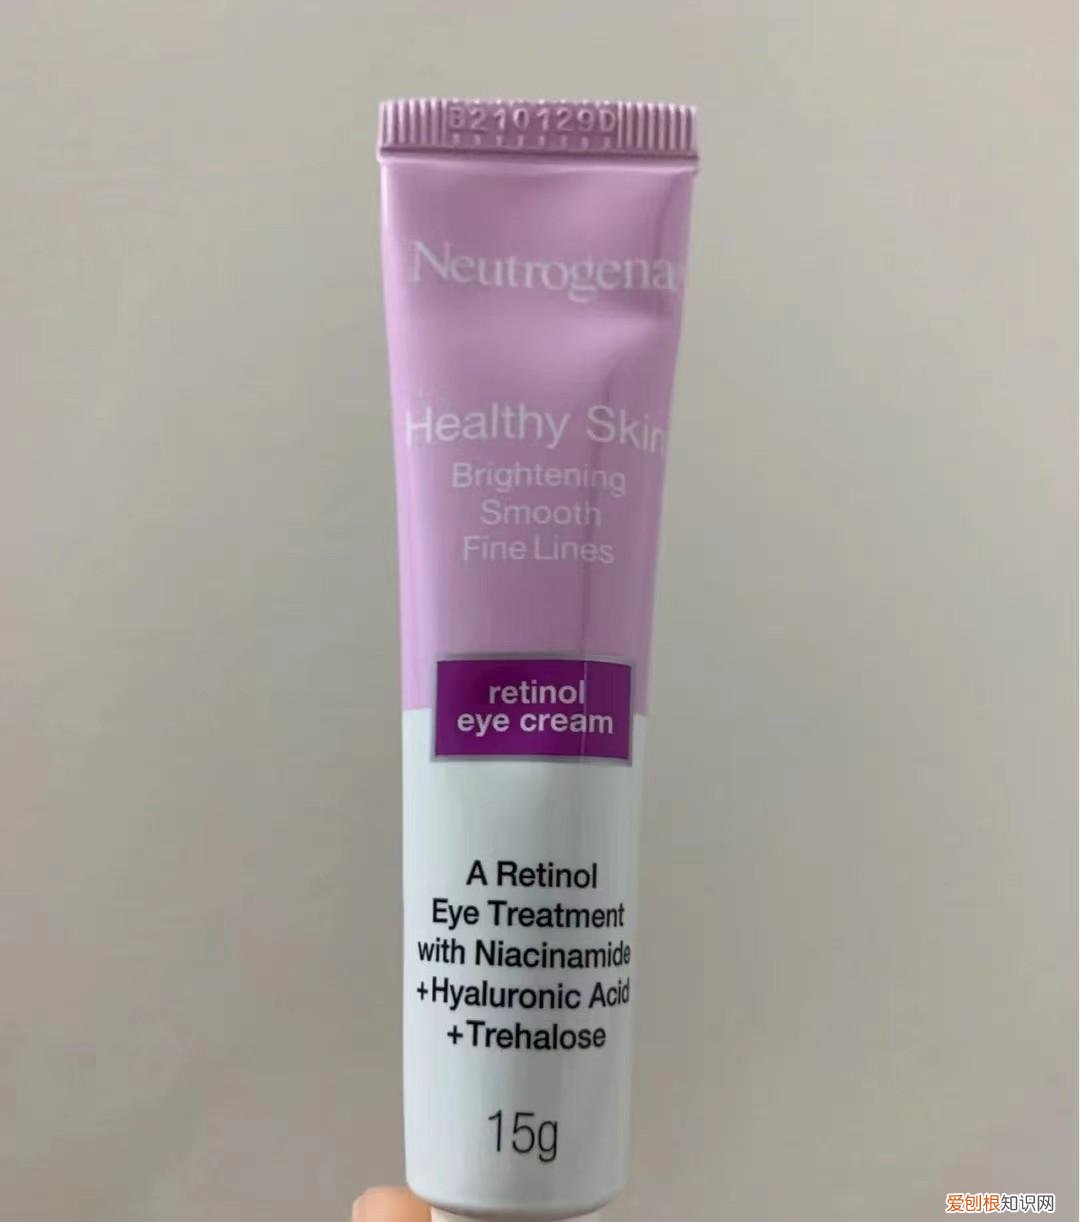 B210129D
Neutrogena
Healthy Skin
Brightening
Smooth
Fine Lines
retinol
eye cream
A Retinol
Eye Treatment
with Niacinamide
+Hyaluronic Acid
+Trehalose
15g
爱刨根知识网